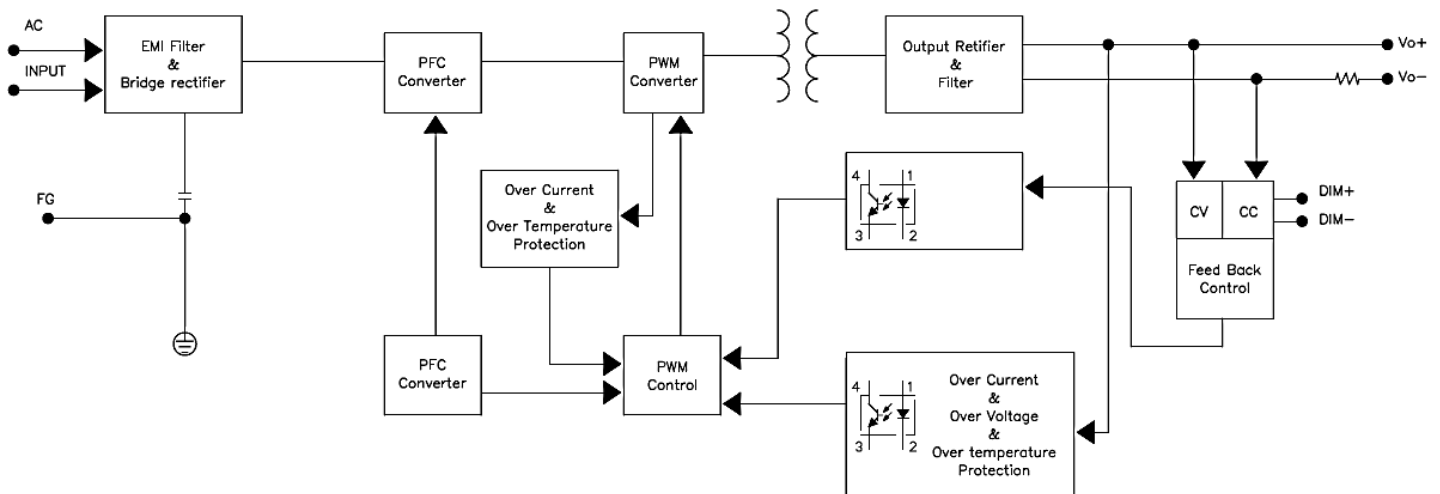 AC
INPUT
FG
EMI Filter
&
Bridge rectifier
PFC
Converter
PWM
Converter
Output Retifier
&
Filter
Vo+
Vo-
Over Current
&
Over Temperature
Protection
4
1
3
2
CV
CC
DIM+
DIM-
Feed Back
Control
PFC
Converter
PWM
Control
4
1
3
2
Over Current
&
Over Voltage
&
Over temperature
Protection